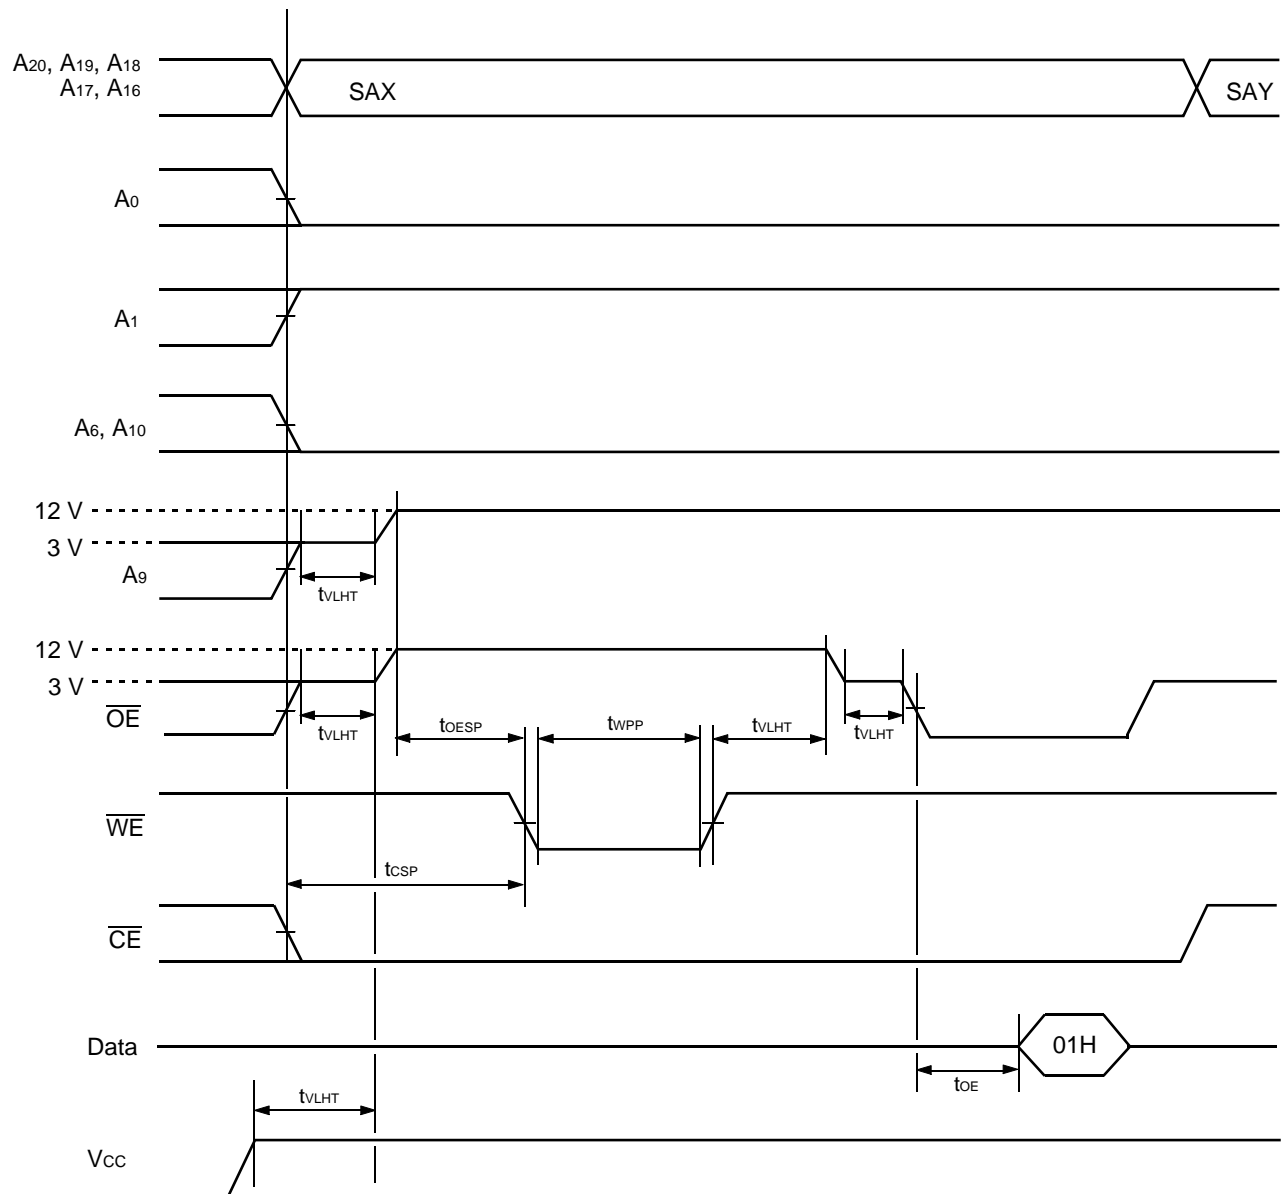 A20, A19, A18
A17, A16
SAX
SAY
A0
A1
A6, A10
12 V
3 V
A9
tVLHT
12 V
3 V
OE
tVLHT
tOESP
tWPP
tVLHT
tVLHT
WE
tCSP
CE
Data
01H
tOE
tVLHT
VCC